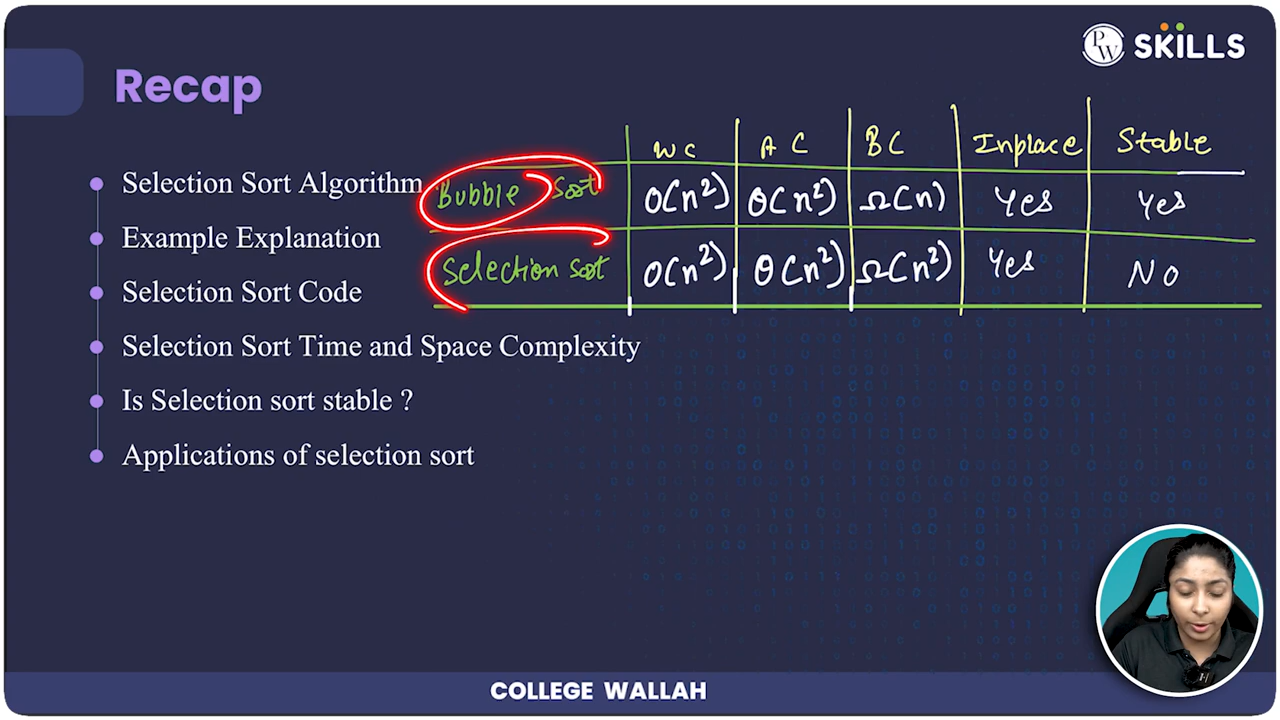 PW SKILLS
Recap
WC AC BC Inplace Stable
Selection Sort Algorithm
Bubble Sort O(n²) θ(n²) Ω(n) Yes Yes
Example Explanation
Selection Sort O(n²) θ(n²) Ω(n²) Yes No
Selection Sort Code
Selection Sort Time and Space Complexity
Is Selection sort stable ?
Applications of selection sort
COLLEGE WALLAH